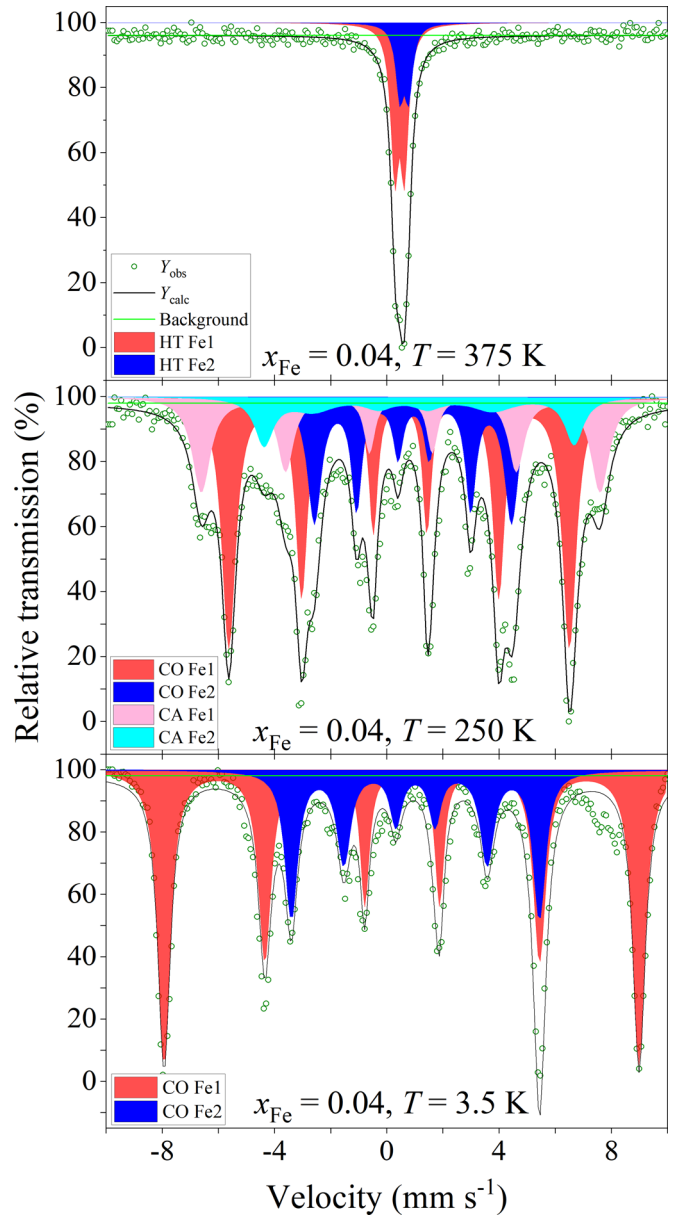 100
80
60
40
20
0
Yobs
Ycalc
Background
HT Fe1
HT Fe2
xFe = 0.04, T = 375 K
Relative transmission (%)
100
80
60
40
20
0
CO Fe1
CO Fe2
CA Fe1
CA Fe2
xFe = 0.04, T = 250 K
100
80
60
40
20
0
CO Fe1
CO Fe2
xFe = 0.04, T = 3.5 K
-8 -4 0 4 8
Velocity (mm s-1)